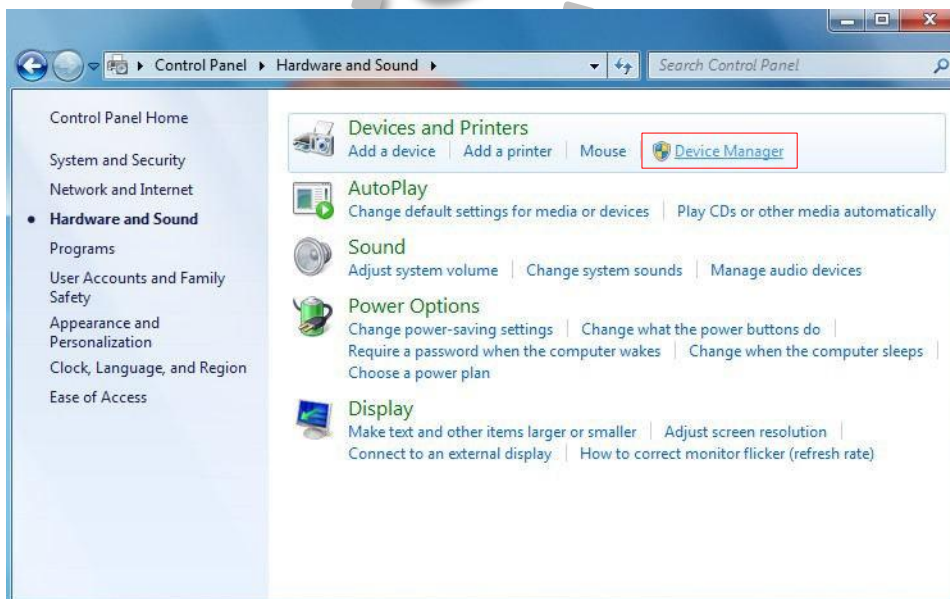 Control Panel Hardware and Sound Search Control Panel
Control Panel Home
System and Security
Network and Internet
Hardware and Sound
Programs
User Accounts and Family
Safety
Appearance and
Personalization
Clock, Language, and Region
Ease of Access
Devices and Printers
Add a device Add a printer Mouse Device Manager
AutoPlay
Change default settings for media or devices Play CDs or other media automatically
Sound
Adjust system volume Change system sounds Manage audio devices
Power Options
Change power-saving settings Change what the power buttons do
Require a password when the computer wakes Change when the computer sleeps
Choose a power plan
Display
Make text and other items larger or smaller Adjust screen resolution
Connect to an external display How to correct monitor flicker (refresh rate)